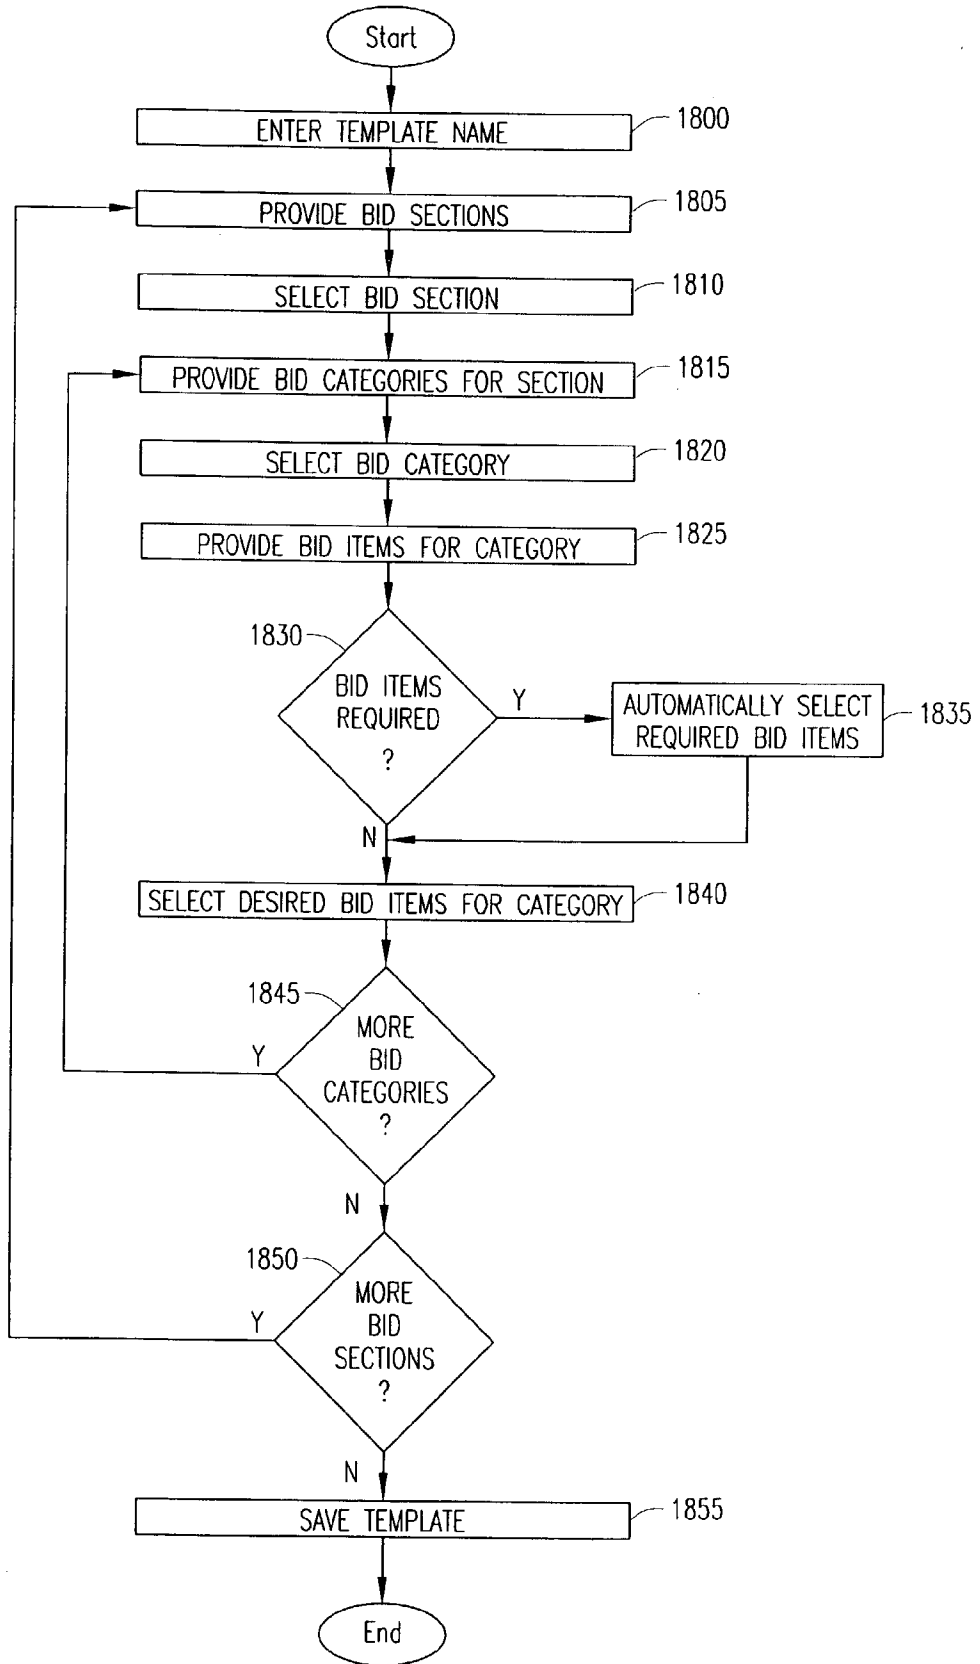 Start
ENTER TEMPLATE NAME
1800
PROVIDE BID SECTIONS
1805
SELECT BID SECTION
1810
PROVIDE BID CATEGORIES FOR SECTION
1815
SELECT BID CATEGORY
1820
PROVIDE BID ITEMS FOR CATEGORY
1825
1830
BID ITEMS
REQUIRED
?
Y
AUTOMATICALLY SELECT
REQUIRED BID ITEMS
1835
N
SELECT DESIRED BID ITEMS FOR CATEGORY
1840
1845
MORE
BID
CATEGORIES
?
Y
N
1850
MORE
BID
SECTIONS
?
Y
N
SAVE TEMPLATE
1855
End